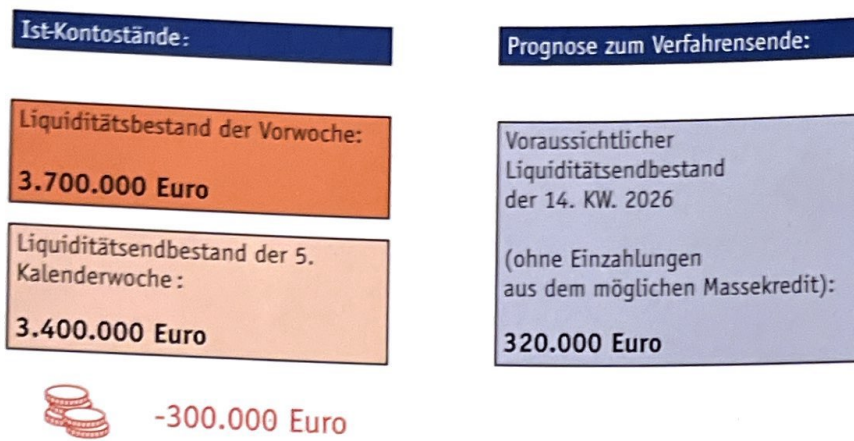 Ist-Kontostände:
Liquiditätsbestand der Vorwoche:
3.700.000 Euro
Liquiditätsendbestand der 5.
Kalenderwoche:
3.400.000 Euro
-300.000 Euro
Prognose zum Verfahrensende:
Voraussichtlicher
Liquiditätsendbestand
der 14. KW. 2026
(ohne Einzahlungen
aus dem möglichen Massekredit):
320.000 Euro